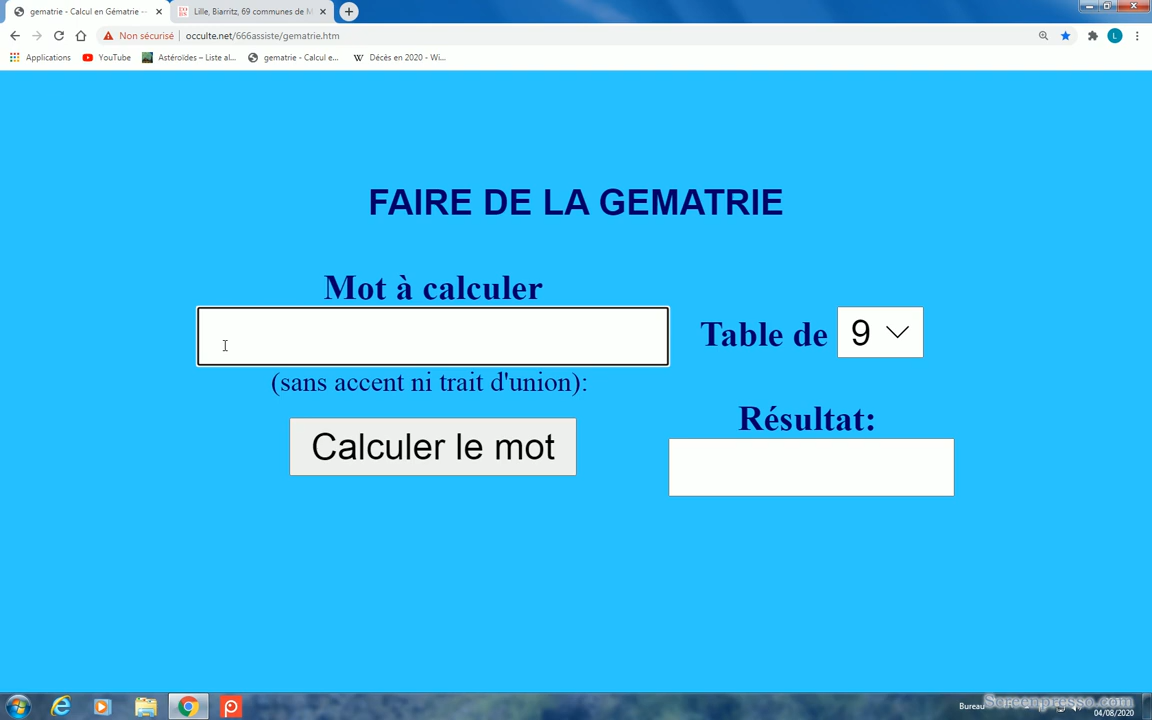 gematrie - Calcul en Gématrie --
Lille, Biarritz, 69 communes de M
Non sécurisé
occulte.net/666assiste/gematrie.htm
L
Applications
YouTube
Astéroïdes – Liste al...
gematrie - Calcul e...
W Décès en 2020 - Wi...
FAIRE DE LA GEMATRIE
Mot à calculer
Table de 9
(sans accent ni trait d'union):
Calculer le mot
Résultat:
Bureau
Screenpresso.com
04/08/2020